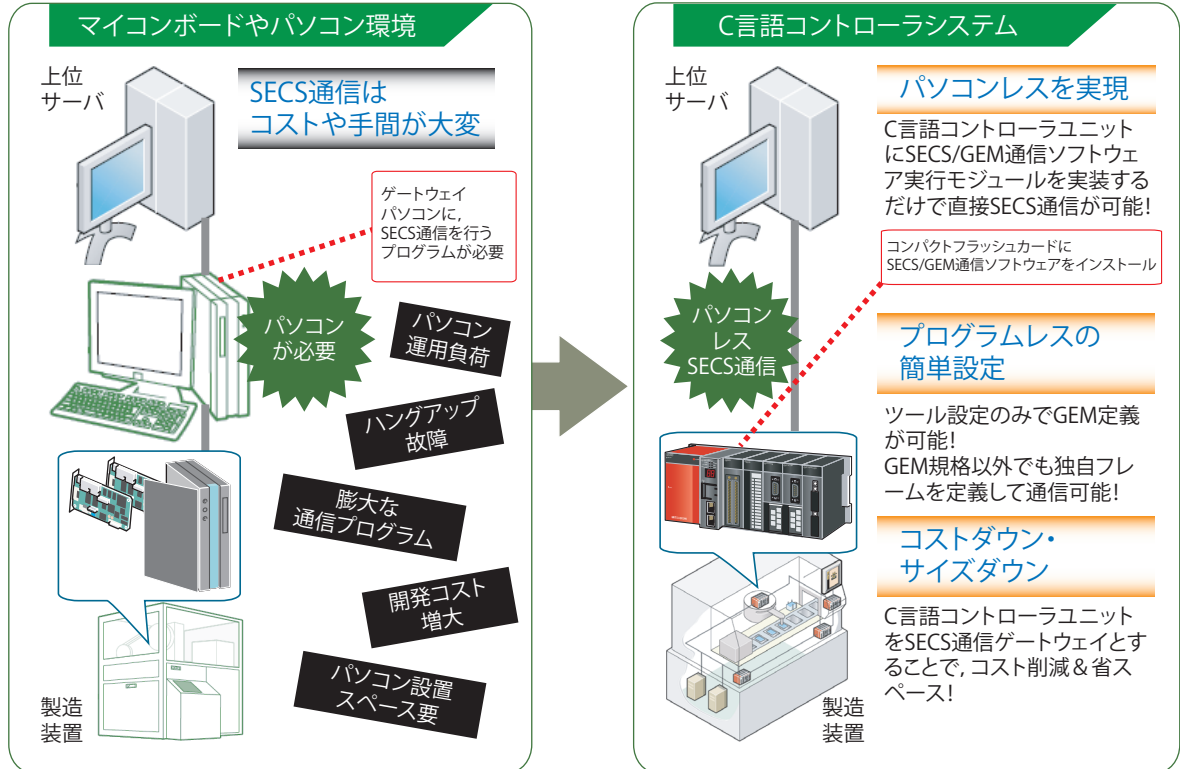 マイコンボードやパソコン環境
上位
サーバ
SECS通信は
コストや手間が大変
ゲートウェイ
パソコンに,
SECS通信を行う
プログラムが必要
パソコン
が必要
パソコン
運用負荷
ハングアップ
故障
膨大な
通信プログラム
開発コスト
増大
パソコン設置
スペース要
製造
装置
C言語コントローラシステム
上位
サーバ
パソコンレスを実現
C言語コントローラユニット
にSECS/GEM通信ソフトウェ
ア実行モジュールを実装する
だけで直接SECS通信が可能!
コンパクトフラッシュカードに
SECS/GEM通信ソフトウェアをインストール
パソコン
レス
SECS通信
プログラムレスの
簡単設定
ツール設定のみでGEM定義
が可能!
GEM規格以外でも独自フレ
ームを定義して通信可能!
コストダウン・
サイズダウン
C言語コントローラユニット
をSECS通信ゲートウェイとす
ることで, コスト削減＆省ス
ペース!
製造
装置